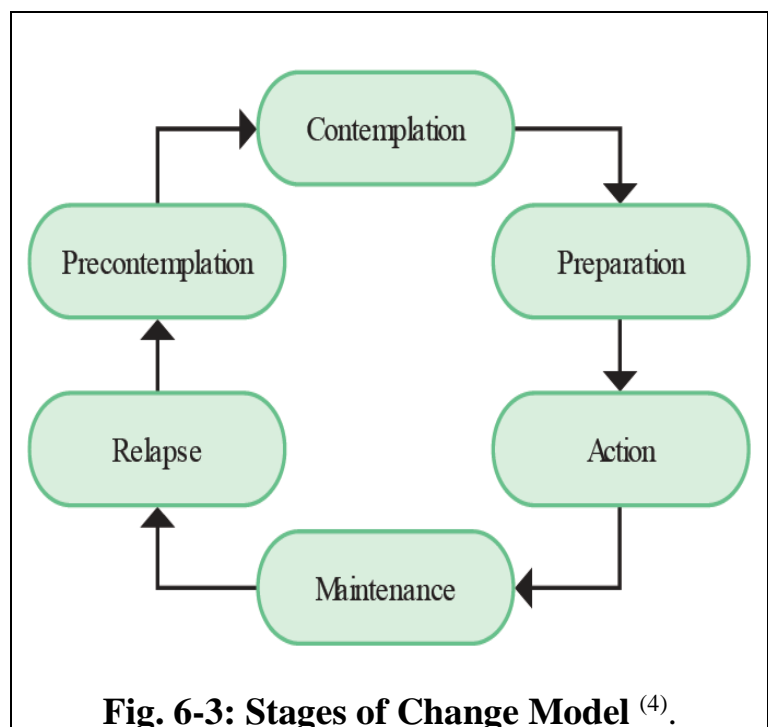 Contemplation
Precontemplation
Preparation
Relapse
Action
Maintenance
Fig. 6-3: Stages of Change Model (4).